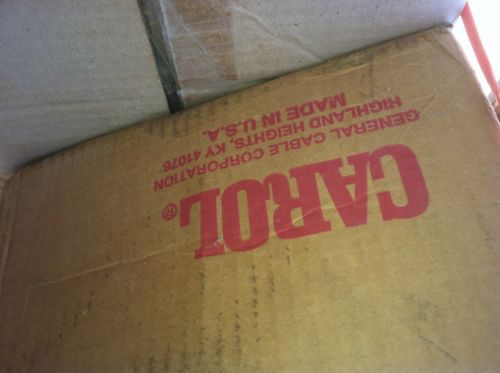 CAROL®
GENERAL CABLE CORPORATION
HIGHLAND HEIGHTS, KY 41076
MADE IN U.S.A.